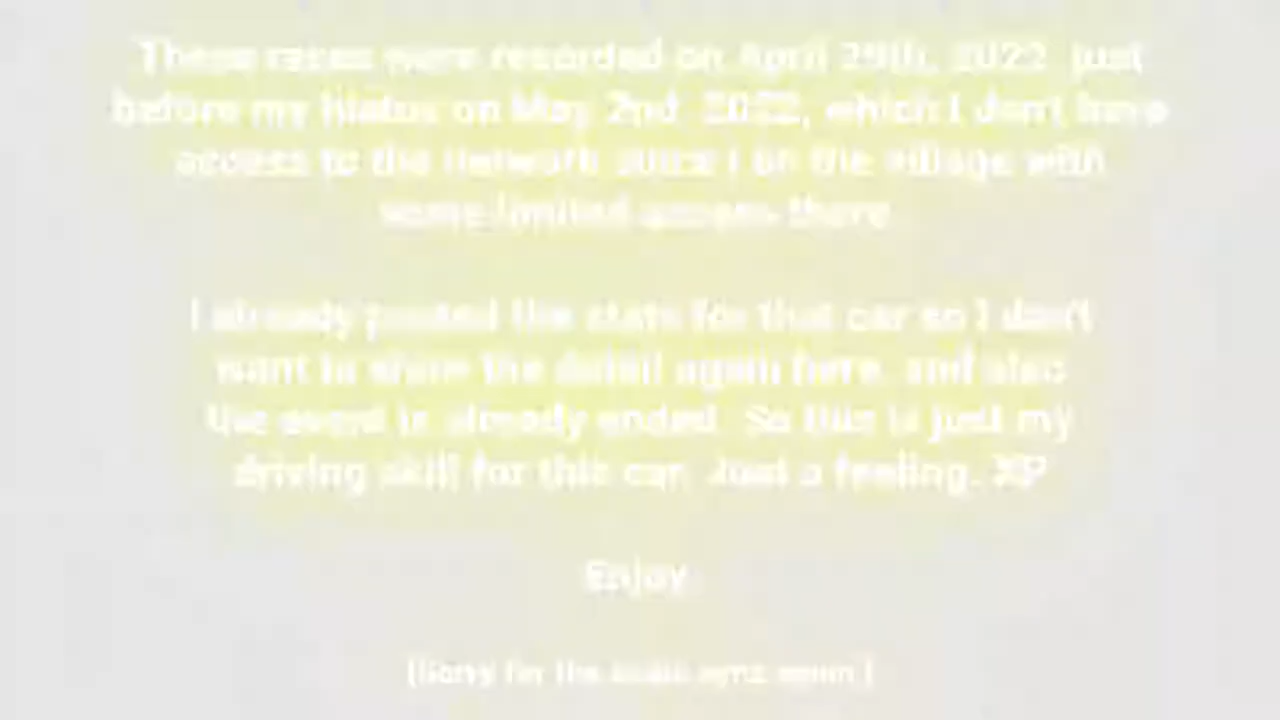 These races were recorded on April 29th, 2022, just
before my hiatus on May 2nd, 2022, which I don't have
access to the network since I on the village with
some limited access there.
I already posted the stats for that car so I don't
want to share the detail again here, and also
the event is already ended. So this is just my
driving skill for this car. Just a feeling. XP
Enjoy
(Sorry for the audio sync again.)